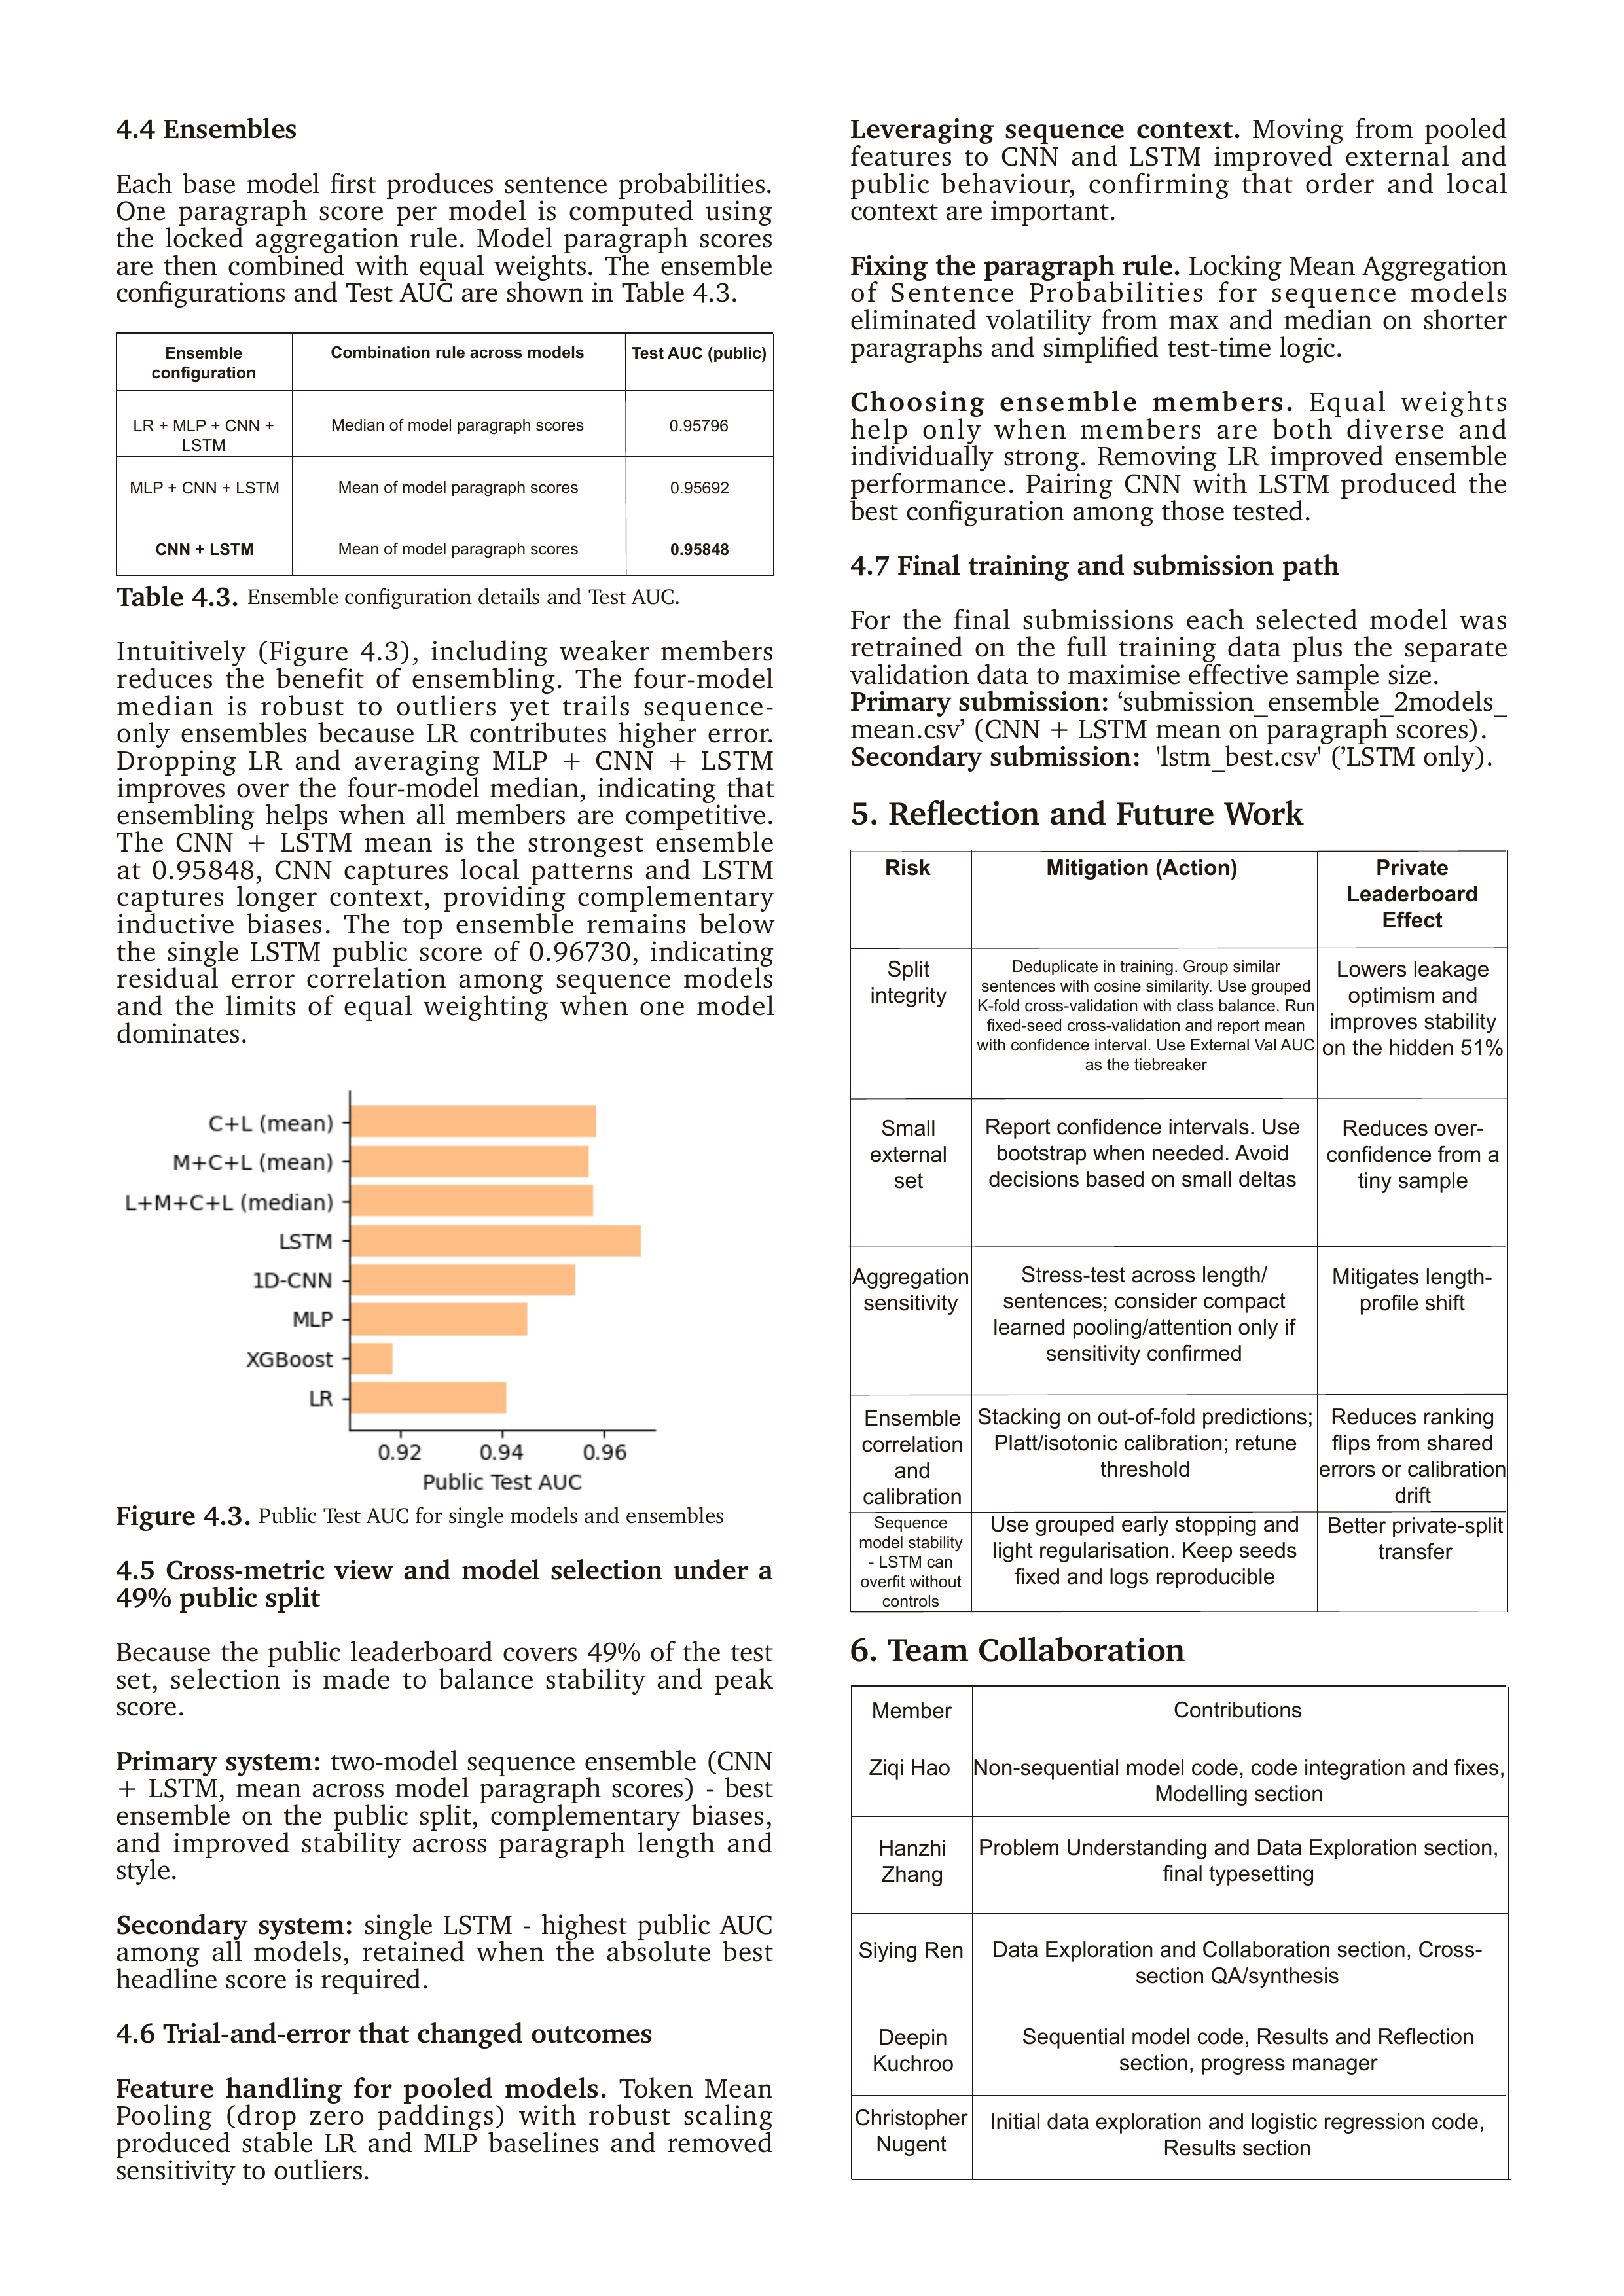 4.4 Ensembles
Each base model first produces sentence probabilities.
One paragraph score per model is computed using
the locked aggregation rule. Model paragraph scores
are then combined with equal weights. The ensemble
configurations and Test AUC are shown in Table 4.3.
Ensemble
configuration
Combination rule across models
Test AUC (public)
LR + MLP + CNN +
LSTM
Median of model paragraph scores
0.95796
MLP + CNN + LSTM
Mean of model paragraph scores
0.95692
CNN + LSTM
Mean of model paragraph scores
0.95848
Table 4.3. Ensemble configuration details and Test AUC.
Intuitively (Figure 4.3), including weaker members
reduces the benefit of ensembling. The four-model
median is robust to outliers yet trails sequence-
only ensembles because LR contributes higher error.
Dropping LR and averaging MLP + CNN + LSTM
improves over the four-model median, indicating that
ensembling helps when all members are competitive.
The CNN + LSTM mean is the strongest ensemble
at 0.95848, CNN captures local patterns and LSTM
captures longer context, providing complementary
inductive biases. The top ensemble remains below
the single LSTM public score of 0.96730, indicating
residual error correlation among sequence models
and the limits of equal weighting when one model
dominates.
C+L (mean)
M+C+L (mean)
L+M+C+L (median)
LSTM
1D-CNN
MLP
XGBoost
LR
0.92 0.94 0.96
Public Test AUC
Figure 4.3. Public Test AUC for single models and ensembles
4.5 Cross-metric view and model selection under a
49% public split
Because the public leaderboard covers 49% of the test
set, selection is made to balance stability and peak
score.
Primary system: two-model sequence ensemble (CNN
+ LSTM, mean across model paragraph scores) - best
ensemble on the public split, complementary biases,
and improved stability across paragraph length and
style.
Secondary system: single LSTM - highest public AUC
among all models, retained when the absolute best
headline score is required.
4.6 Trial-and-error that changed outcomes
Feature handling for pooled models. Token Mean
Pooling (drop zero paddings) with robust scaling
produced stable LR and MLP baselines and removed
sensitivity to outliers.
Leveraging sequence context. Moving from pooled
features to CNN and LSTM improved external and
public behaviour, confirming that order and local
context are important.
Fixing the paragraph rule. Locking Mean Aggregation
of Sentence Probabilities for sequence models
eliminated volatility from max and median on shorter
paragraphs and simplified test-time logic.
Choosing ensemble members. Equal weights
help only when members are both diverse and
individually strong. Removing LR improved ensemble
performance. Pairing CNN with LSTM produced the
best configuration among those tested.
4.7 Final training and submission path
For the final submissions each selected model was
retrained on the full training data plus the separate
validation data to maximise effective sample size.
Primary submission: ‘submission_ensemble_2models_
mean.csv’ (CNN + LSTM mean on paragraph scores).
Secondary submission: 'lstm_best.csv' (’LSTM only).
5. Reflection and Future Work
Risk
Mitigation (Action)
Private
Leaderboard
Effect
Split
integrity
Deduplicate in training. Group similar
sentences with cosine similarity. Use grouped
K-fold cross-validation with class balance. Run
fixed-seed cross-validation and report mean
with confidence interval. Use External Val AUC
as the tiebreaker
Lowers leakage
optimism and
improves stability
on the hidden 51%
Small
external
set
Report confidence intervals. Use
bootstrap when needed. Avoid
decisions based on small deltas
Reduces over-
confidence from a
tiny sample
Aggregation
sensitivity
Stress-test across length/
sentences; consider compact
learned pooling/attention only if
sensitivity confirmed
Mitigates length-
profile shift
Ensemble
correlation
and
calibration
Stacking on out-of-fold predictions;
Platt/isotonic calibration; retune
threshold
Reduces ranking
flips from shared
errors or calibration
drift
Sequence
model stability
- LSTM can
overfit without
controls
Use grouped early stopping and
light regularisation. Keep seeds
fixed and logs reproducible
Better private-split
transfer
6. Team Collaboration
Member
Contributions
Ziqi Hao
Non-sequential model code, code integration and fixes,
Modelling section
Hanzhi
Zhang
Problem Understanding and Data Exploration section,
final typesetting
Siying Ren
Data Exploration and Collaboration section, Cross-
section QA/synthesis
Deepin
Kuchroo
Sequential model code, Results and Reflection
section, progress manager
Christopher
Nugent
Initial data exploration and logistic regression code,
Results section